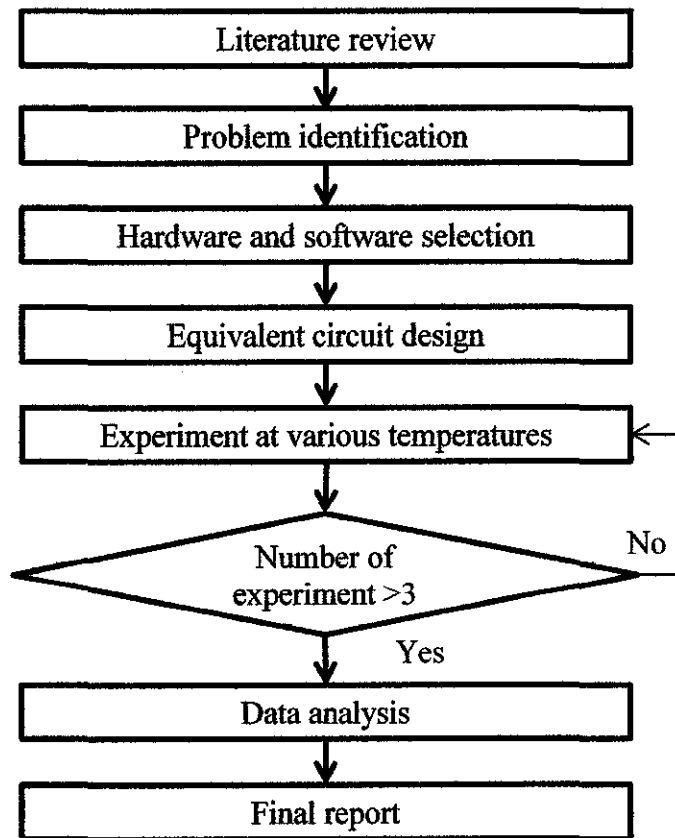 Literature review
Problem identification
Hardware and software selection
Equivalent circuit design
Experiment at various temperatures
No
Number of
experiment >3
Yes
Data analysis
Final report